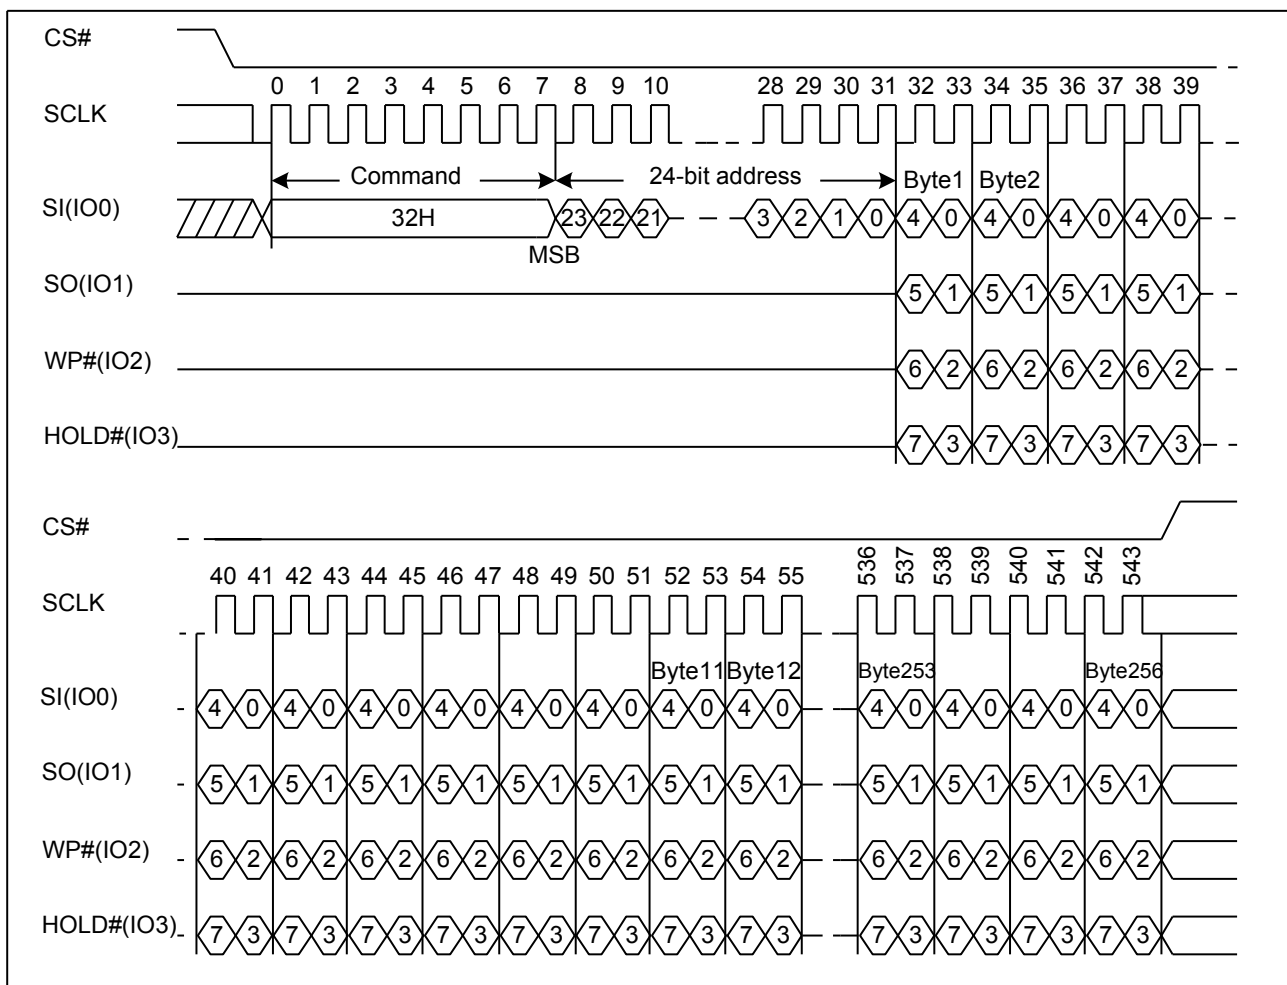 CS#
0 1 2 3 4 5 6 7 8 9 10 28 29 30 31 32 33 34 35 36 37 38 39
SCLK
Command 24-bit address Byte1 Byte2
SI(IO0) 32H 23 22 21 3 2 1 0 4 0 4 0 4 0 4 0
MSB
SO(IO1) 5 1 5 1 5 1 5 1
WP#(IO2) 6 2 6 2 6 2 6 2
HOLD#(IO3) 7 3 7 3 7 3 7 3
CS#
40 41 42 43 44 45 46 47 48 49 50 51 52 53 54 55 536 537 538 539 540 541 542 543
SCLK
Byte11 Byte12 Byte253 Byte256
SI(IO0) 4 0 4 0 4 0 4 0 4 0 4 0 4 0 4 0 4 0 4 0 4 0 4 0
SO(IO1) 5 1 5 1 5 1 5 1 5 1 5 1 5 1 5 1 5 1 5 1 5 1 5 1
WP#(IO2) 6 2 6 2 6 2 6 2 6 2 6 2 6 2 6 2 6 2 6 2 6 2 6 2
HOLD#(IO3) 7 3 7 3 7 3 7 3 7 3 7 3 7 3 7 3 7 3 7 3 7 3 7 3